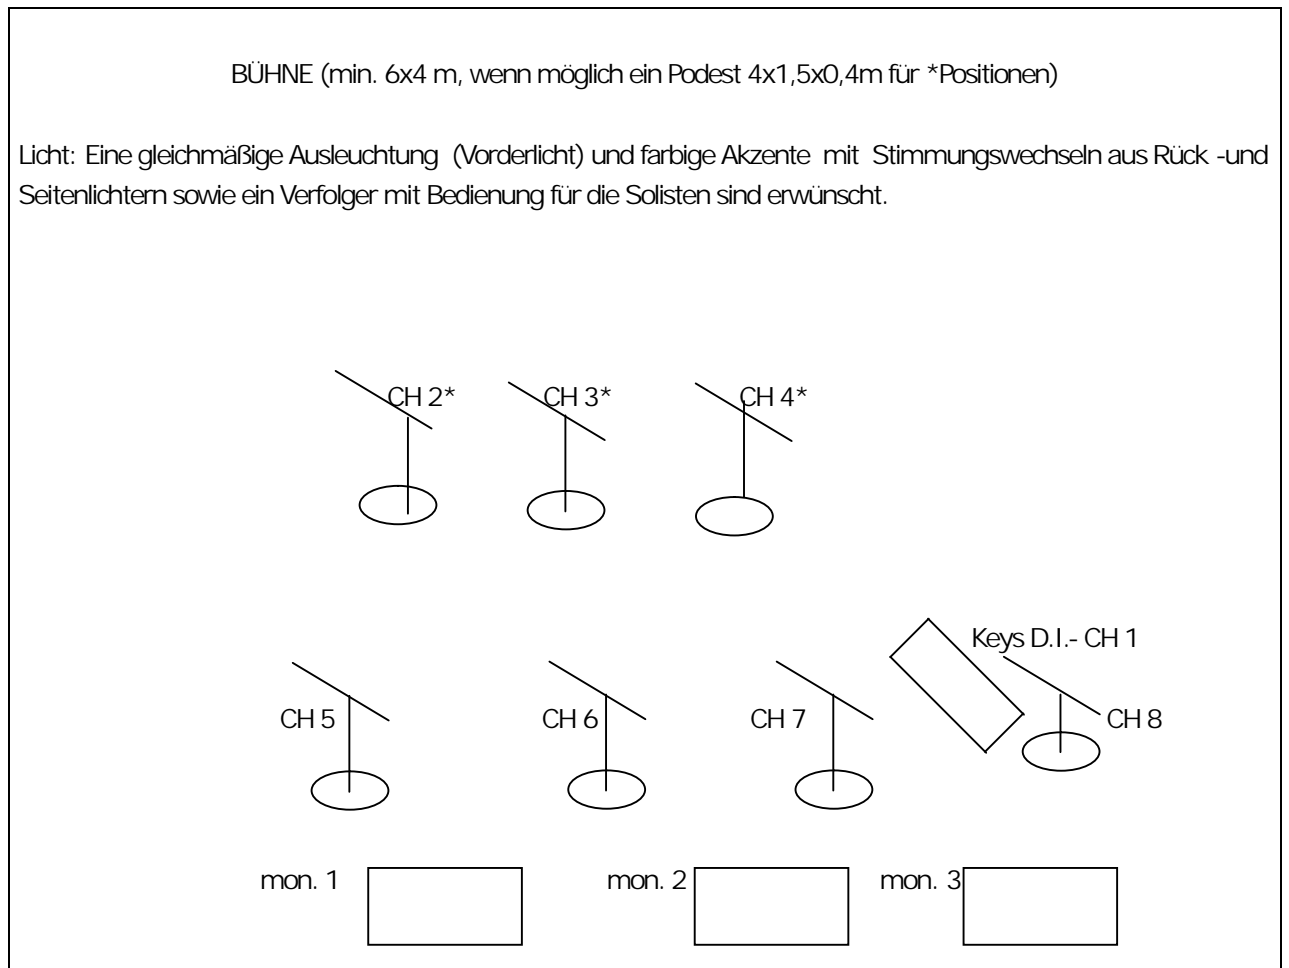 BÜHNE (min. 6x4 m, wenn möglich ein Podest 4x1,5x0,4m für *Positionen)
Licht: Eine gleichmäßige Ausleuchtung (Vorderlicht) und farbige Akzente mit Stimmungswechseln aus Rück -und
Seitenlichtern sowie ein Verfolger mit Bedienung für die Solisten sind erwünscht.
CH 2* CH 3* CH 4*
Keys D.I.- CH 1
CH 5 CH 6 CH 7 CH 8
mon. 1 mon. 2 mon. 3